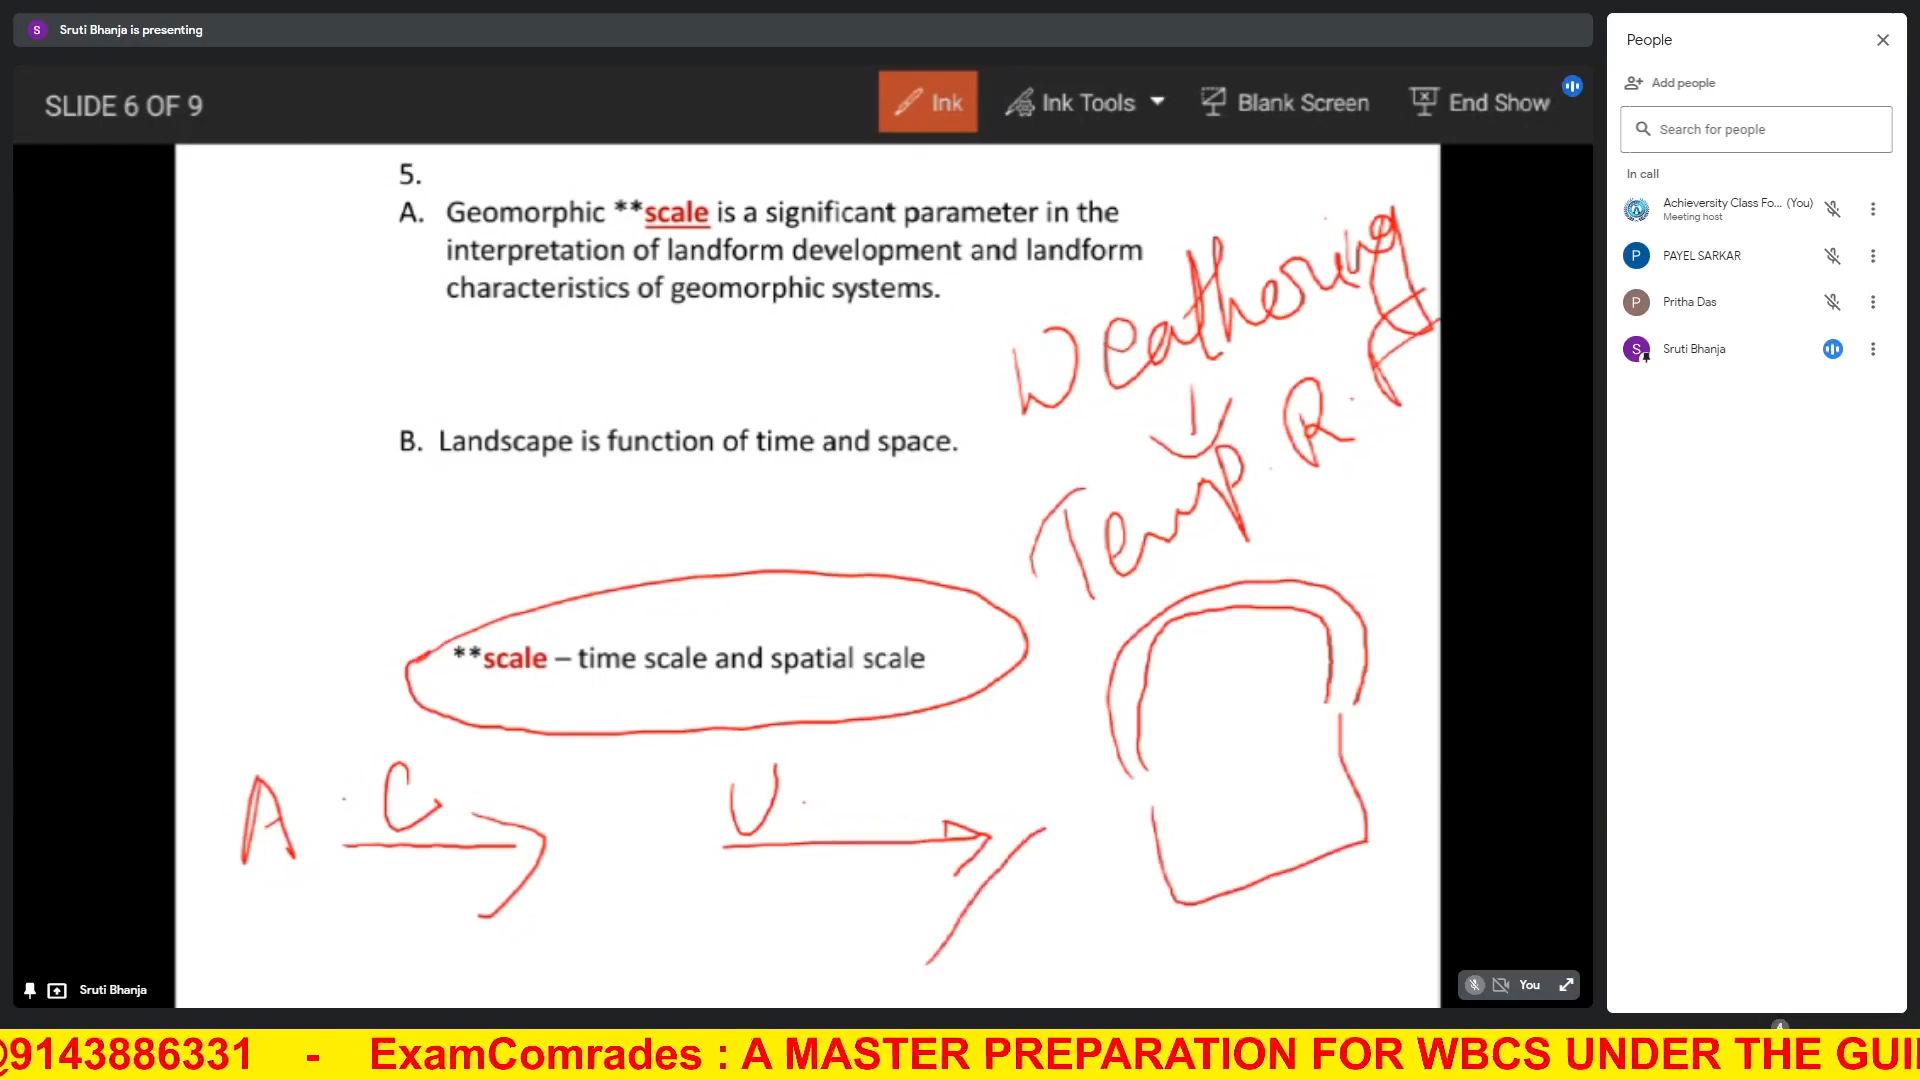 Sruti Bhanja is presenting
SLIDE 6 OF 9
Ink
Ink Tools
Blank Screen
End Show
5.
A. Geomorphic **scale is a significant parameter in the
interpretation of landform development and landform
characteristics of geomorphic systems.
Weathering
B. Landscape is function of time and space.
Temp. R.
**scale – time scale and spatial scale
A. C
U.
Sruti Bhanja
You
People
Add people
Search for people
In call
Achieversity Class Fo... (You)
Meeting host
P
PAYEL SARKAR
P
Pritha Das
S
Sruti Bhanja
4
@9143886331 - ExamComrades : A MASTER PREPARATION FOR WBCS UNDER THE GUI